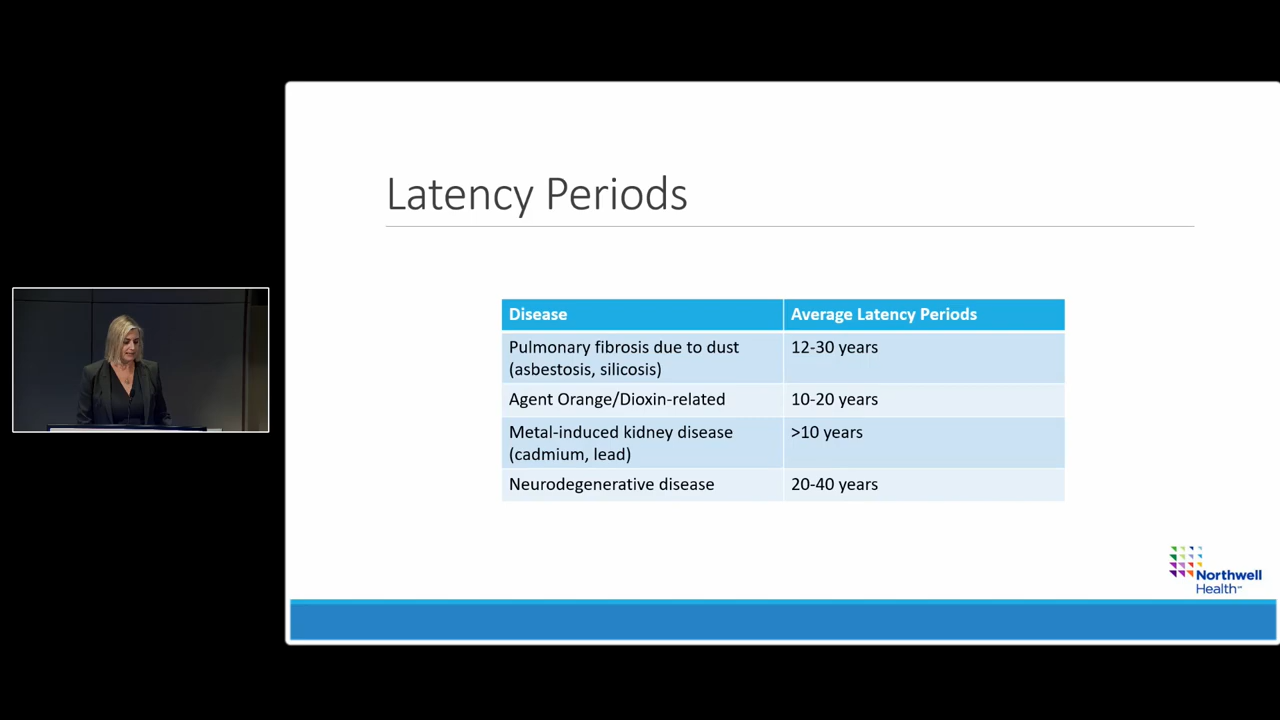 Latency Periods
Disease
Average Latency Periods
Pulmonary fibrosis due to dust
(asbestosis, silicosis)
12-30 years
Agent Orange/Dioxin-related
10-20 years
Metal-induced kidney disease
(cadmium, lead)
>10 years
Neurodegenerative disease
20-40 years
Northwell
Health℠